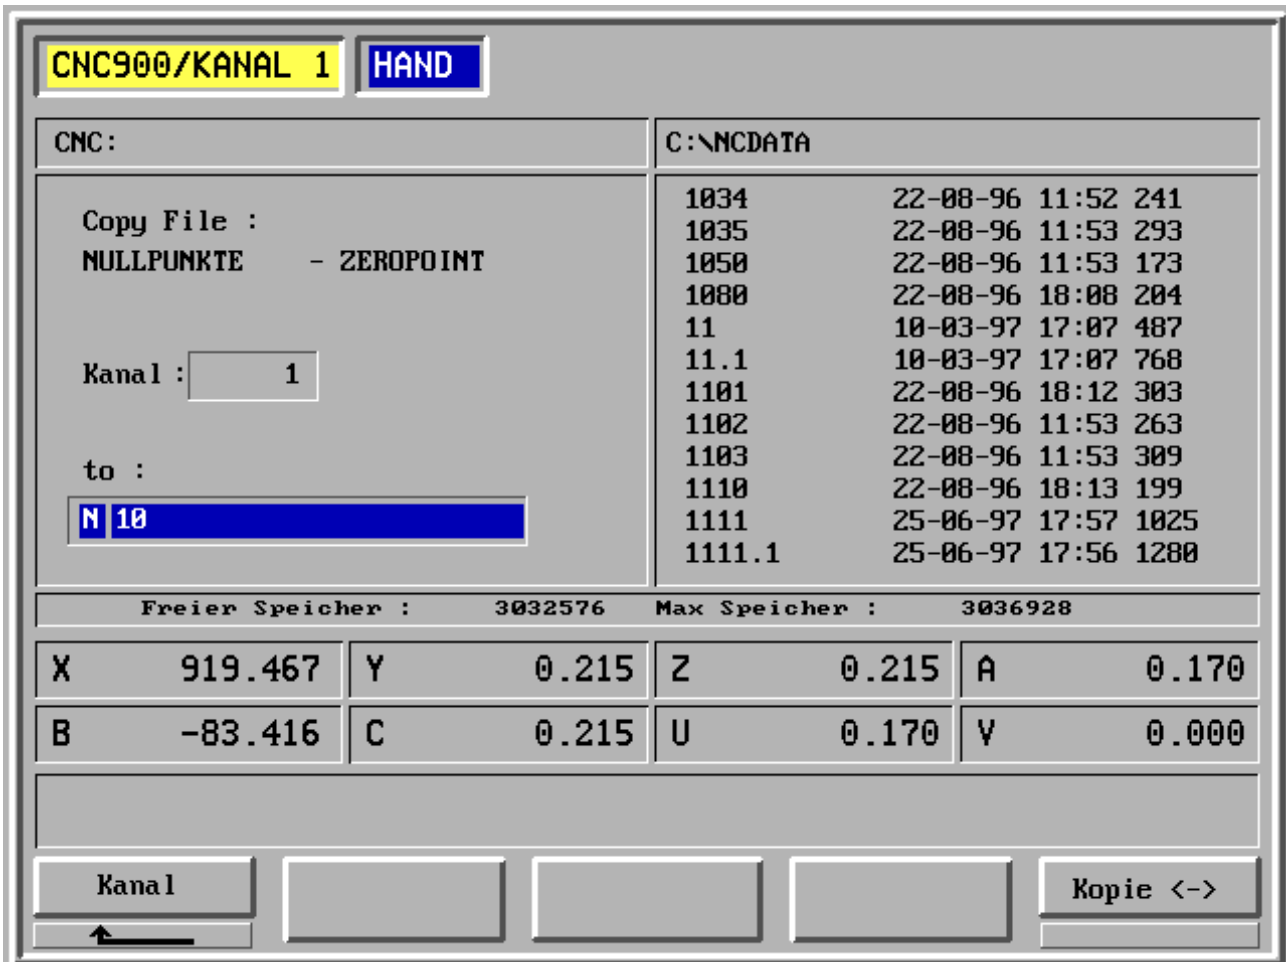 CNC900/KANAL 1 HAND
CNC:
C:\NCDATA
Copy File :
NULLPUNKTE - ZEROPOINT
Kanal : 1
to :
N 10
1034 22-08-96 11:52 241
1035 22-08-96 11:53 293
1050 22-08-96 11:53 173
1080 22-08-96 18:08 204
11 10-03-97 17:07 487
11.1 10-03-97 17:07 768
1101 22-08-96 18:12 303
1102 22-08-96 11:53 263
1103 22-08-96 11:53 309
1110 22-08-96 18:13 199
1111 25-06-97 17:57 1025
1111.1 25-06-97 17:56 1280
Freier Speicher : 3032576 Max Speicher : 3036928
X 919.467 Y 0.215 Z 0.215 A 0.170
B -83.416 C 0.215 U 0.170 V 0.000
Kanal
Kopie <->